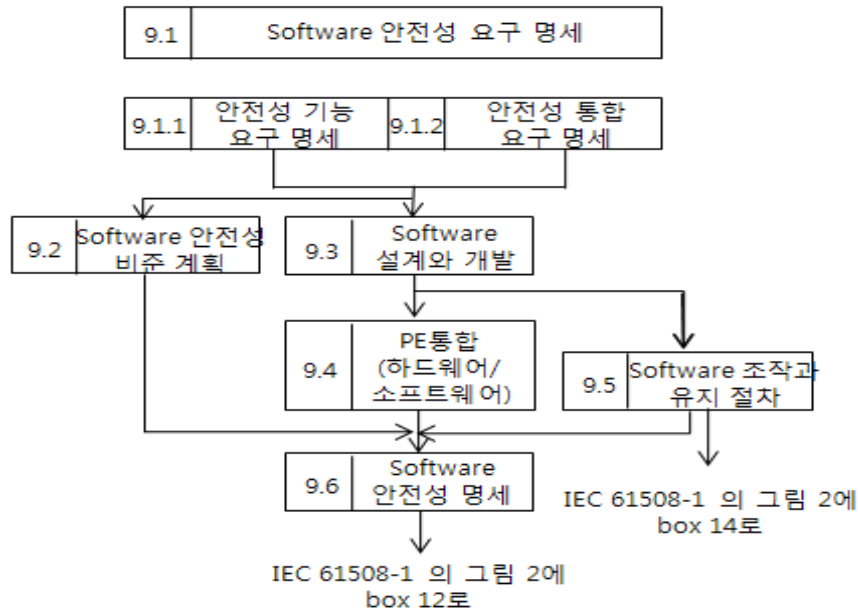 9.1 Software 안전성 요구 명세
9.1.1
안전성 기능
요구 명세
9.1.2
안전성 통합
요구 명세
9.2
Software 안전성
비준 계획
9.3
Software
설계와 개발
9.4
PE통합
(하드웨어/
소프트웨어)
9.5
Software 조작과
유지 절차
9.6
Software
안전성 명세
IEC 61508-1 의 그림 2에
box 14로
IEC 61508-1 의 그림 2에
box 12로